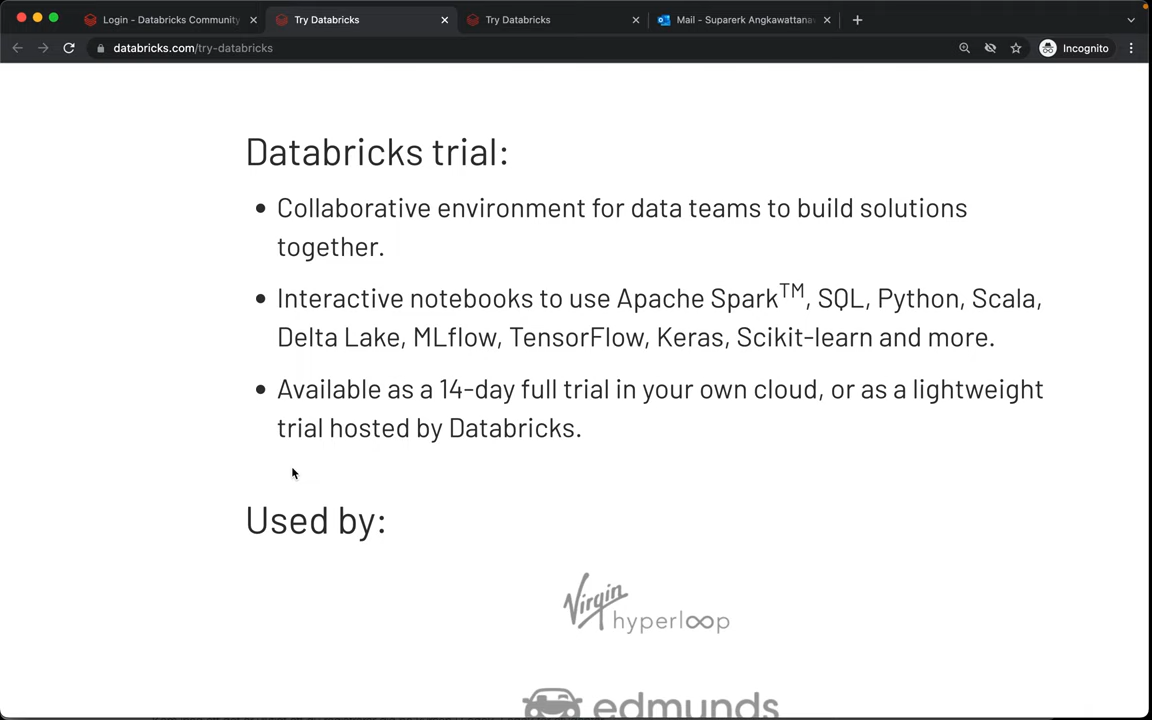 Login - Databricks Community
Try Databricks
Try Databricks
Mail - Suparerk Angkawattanav
databricks.com/try-databricks
Incognito
Databricks trial:
Collaborative environment for data teams to build solutions
together.
Interactive notebooks to use Apache Spark™, SQL, Python, Scala,
Delta Lake, MLflow, TensorFlow, Keras, Scikit-learn and more.
Available as a 14-day full trial in your own cloud, or as a lightweight
trial hosted by Databricks.
Used by:
Virgin
hyperloop
edmunds